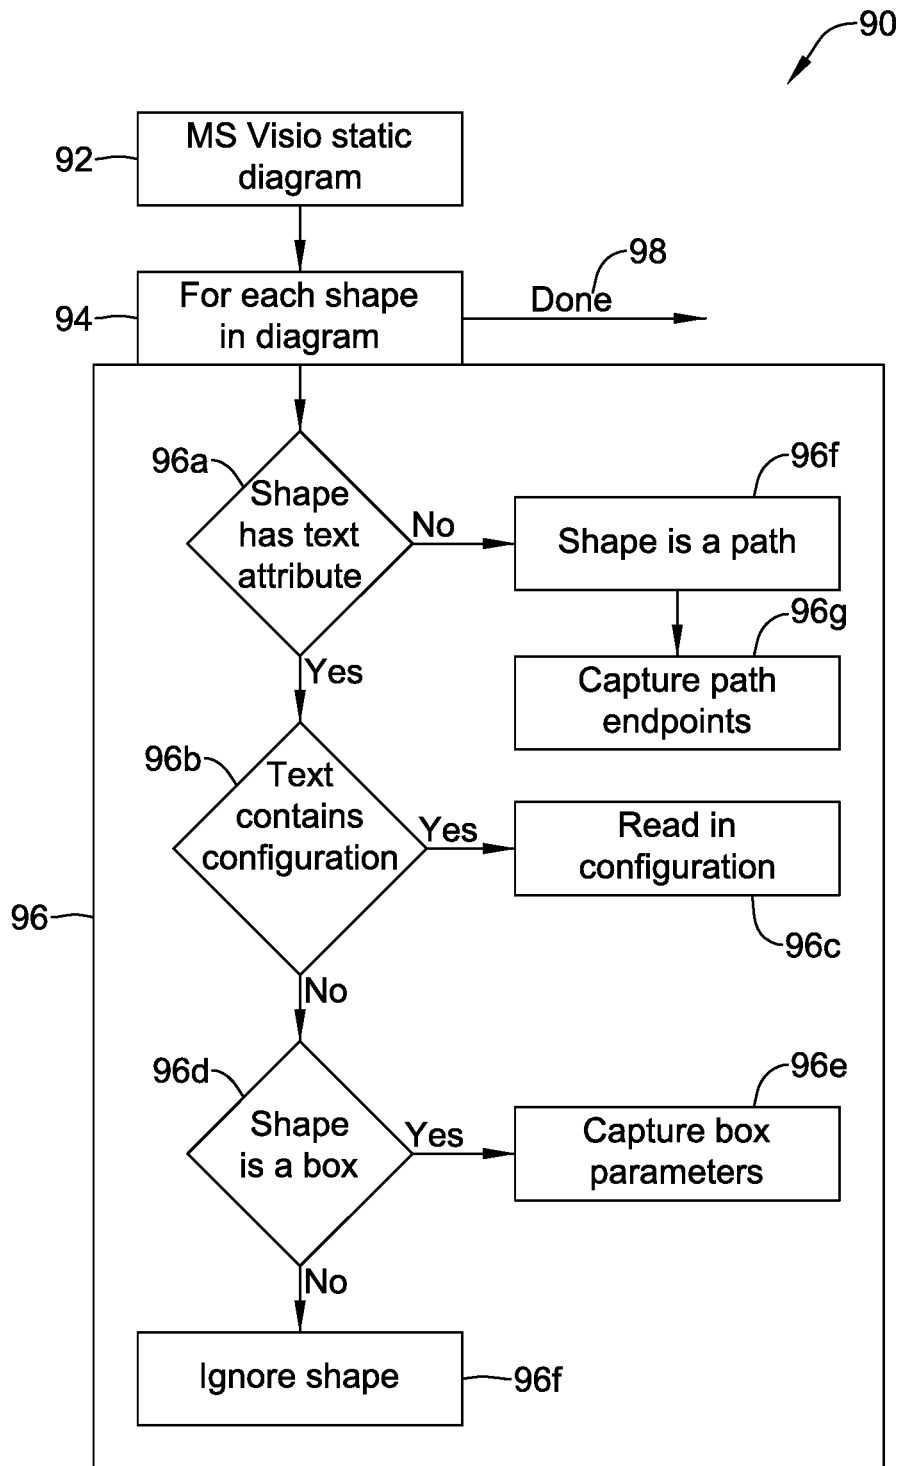 90
MS Visio static
diagram
92
98
For each shape
in diagram
94
Done
96a
Shape
has text
attribute
No
96f
Shape is a path
Yes
96g
Capture path
endpoints
96b
Text
contains
configuration
Yes
Read in
configuration
96
96c
No
96d
Shape
is a box
Yes
96e
Capture box
parameters
No
Ignore shape
96f